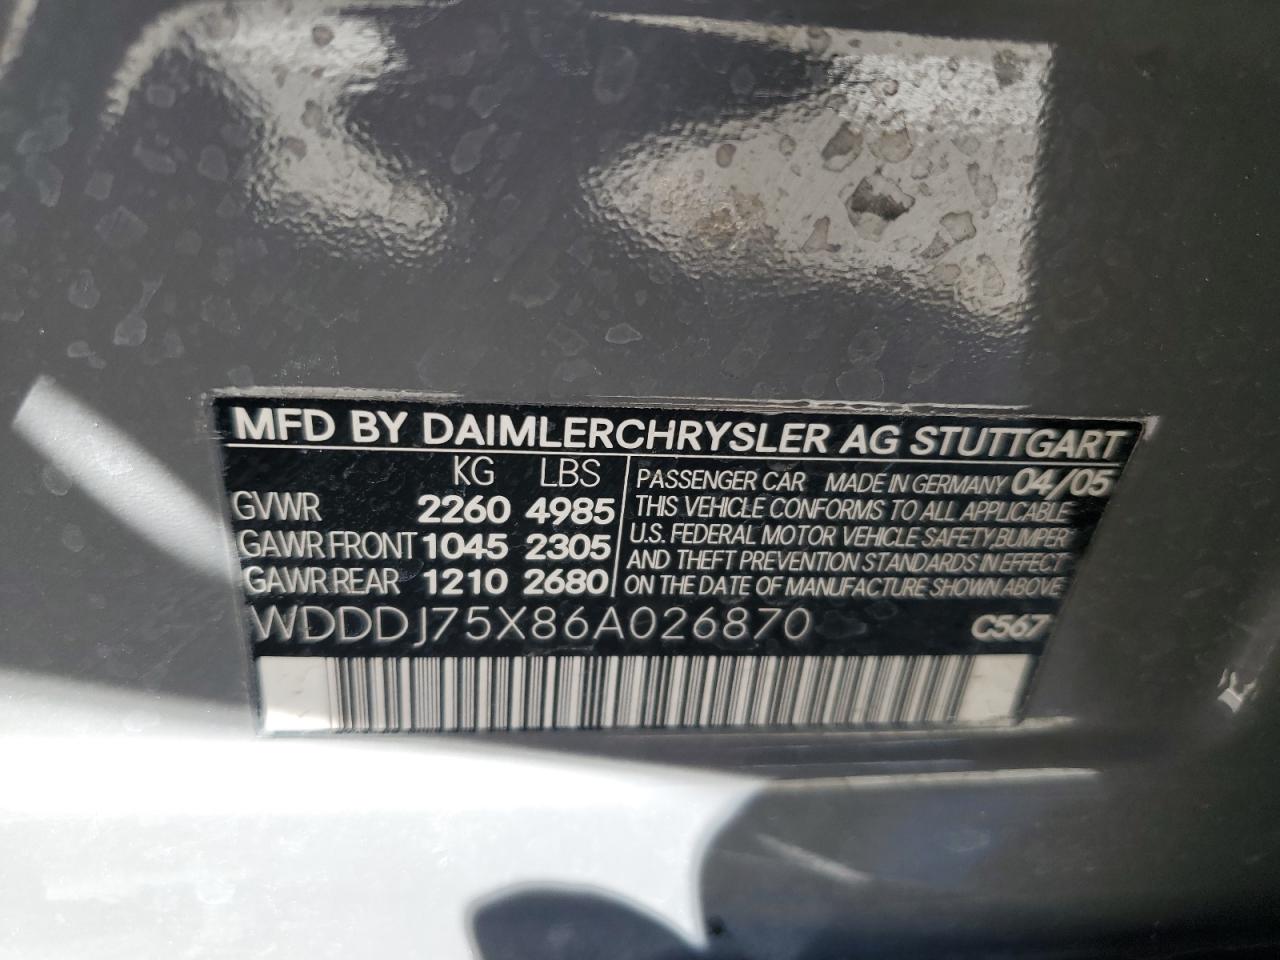 MFD BY DAIMLERCHRYSLER AG STUTTGART
KG LBS
GVWR 2260 4985
GAWR FRONT 1045 2305
GAWR REAR 1210 2680
PASSENGER CAR MADE IN GERMANY 04/05
THIS VEHICLE CONFORMS TO ALL APPLICABLE
U.S. FEDERAL MOTOR VEHICLE SAFETY, BUMPER
AND THEFT PREVENTION STANDARDS IN EFFECT
ON THE DATE OF MANUFACTURE SHOWN ABOVE
WDDDJ75X86A026870 C567